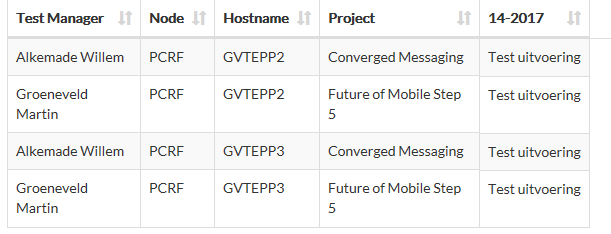 Test Manager Node Hostname Project 14-2017
Alkemade Willem PCRF GVTEPP2 Converged Messaging Test uitvoering
Groeneveld Martin PCRF GVTEPP2 Future of Mobile Step 5 Test uitvoering
Alkemade Willem PCRF GVTEPP3 Converged Messaging Test uitvoering
Groeneveld Martin PCRF GVTEPP3 Future of Mobile Step 5 Test uitvoering